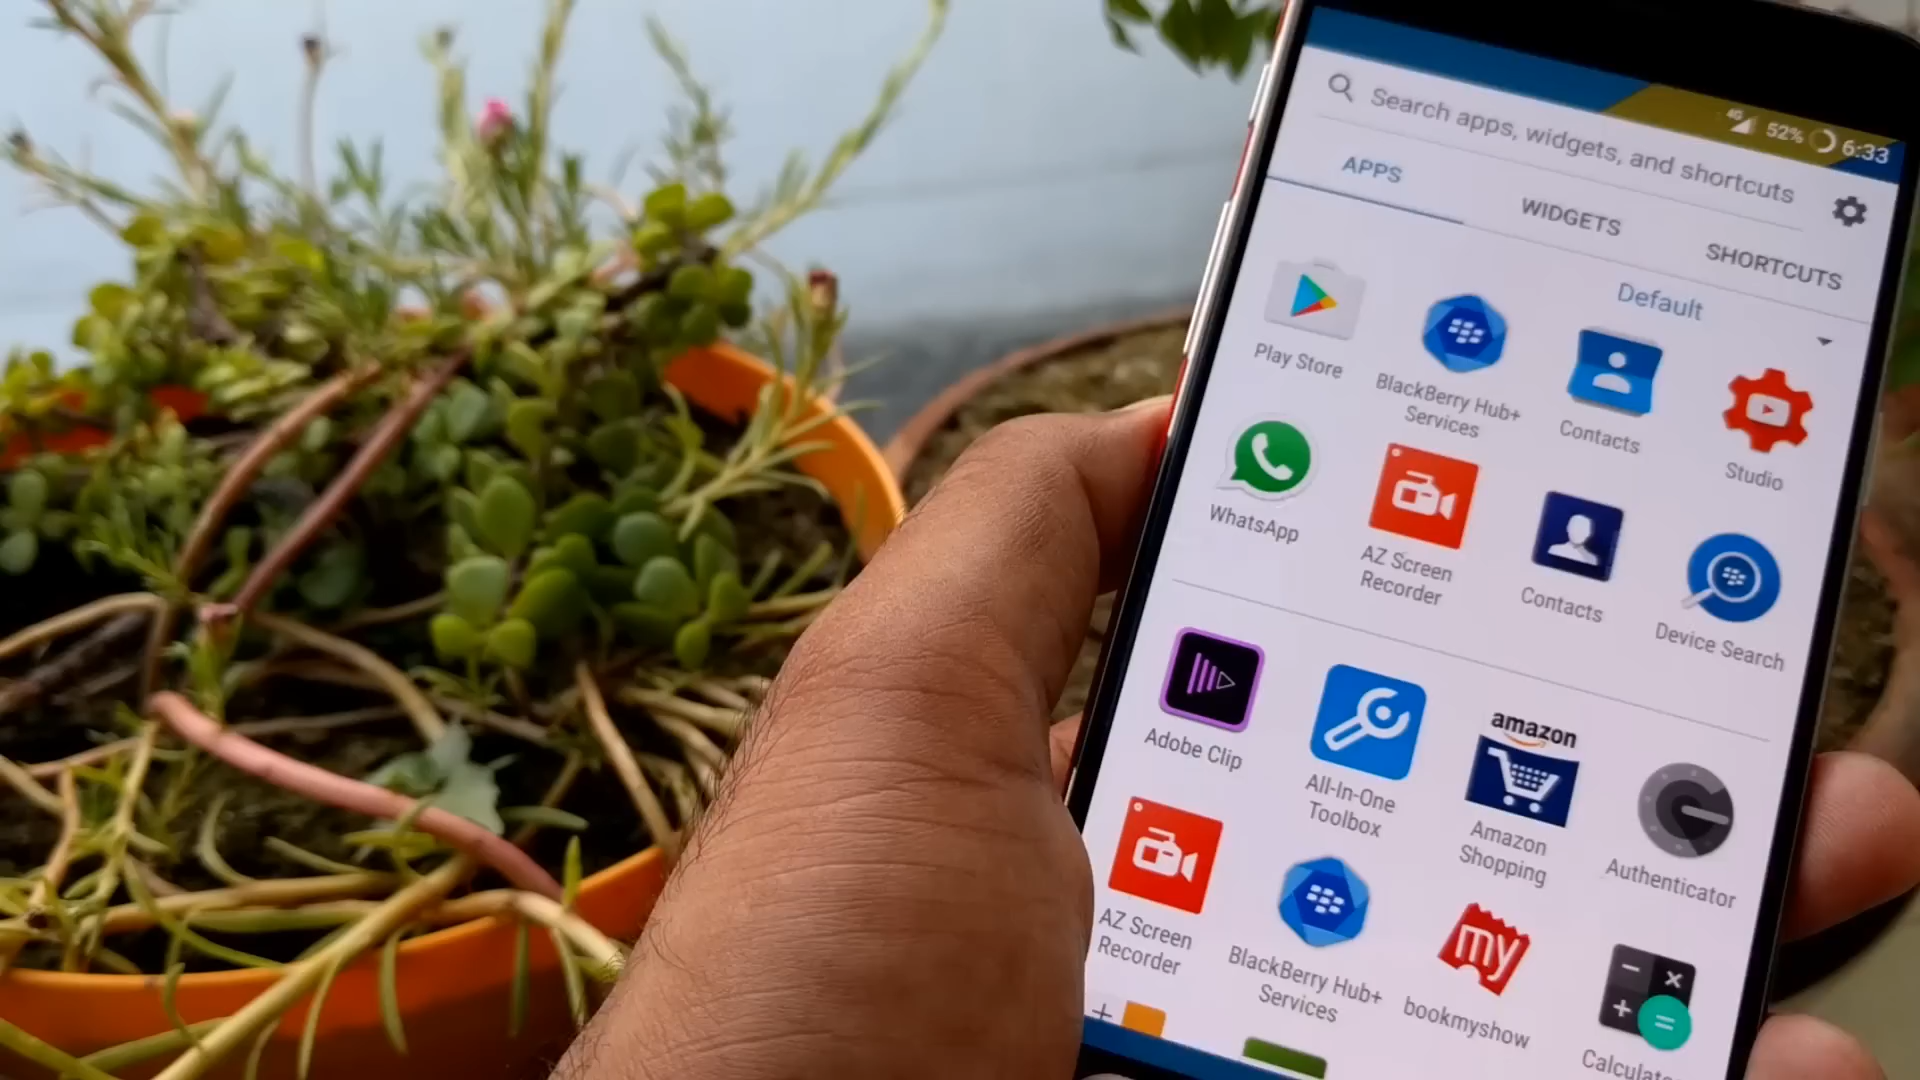 4G 52% 6:33
Search apps, widgets, and shortcuts
APPS
WIDGETS
SHORTCUTS
Default
Play Store
BlackBerry Hub+
Services
Contacts
Studio
WhatsApp
AZ Screen
Recorder
Contacts
Device Search
Adobe Clip
All-In-One
Toolbox
amazon
Amazon
Shopping
Authenticator
AZ Screen
Recorder
BlackBerry Hub+
Services
my
bookmyshow
Calculat